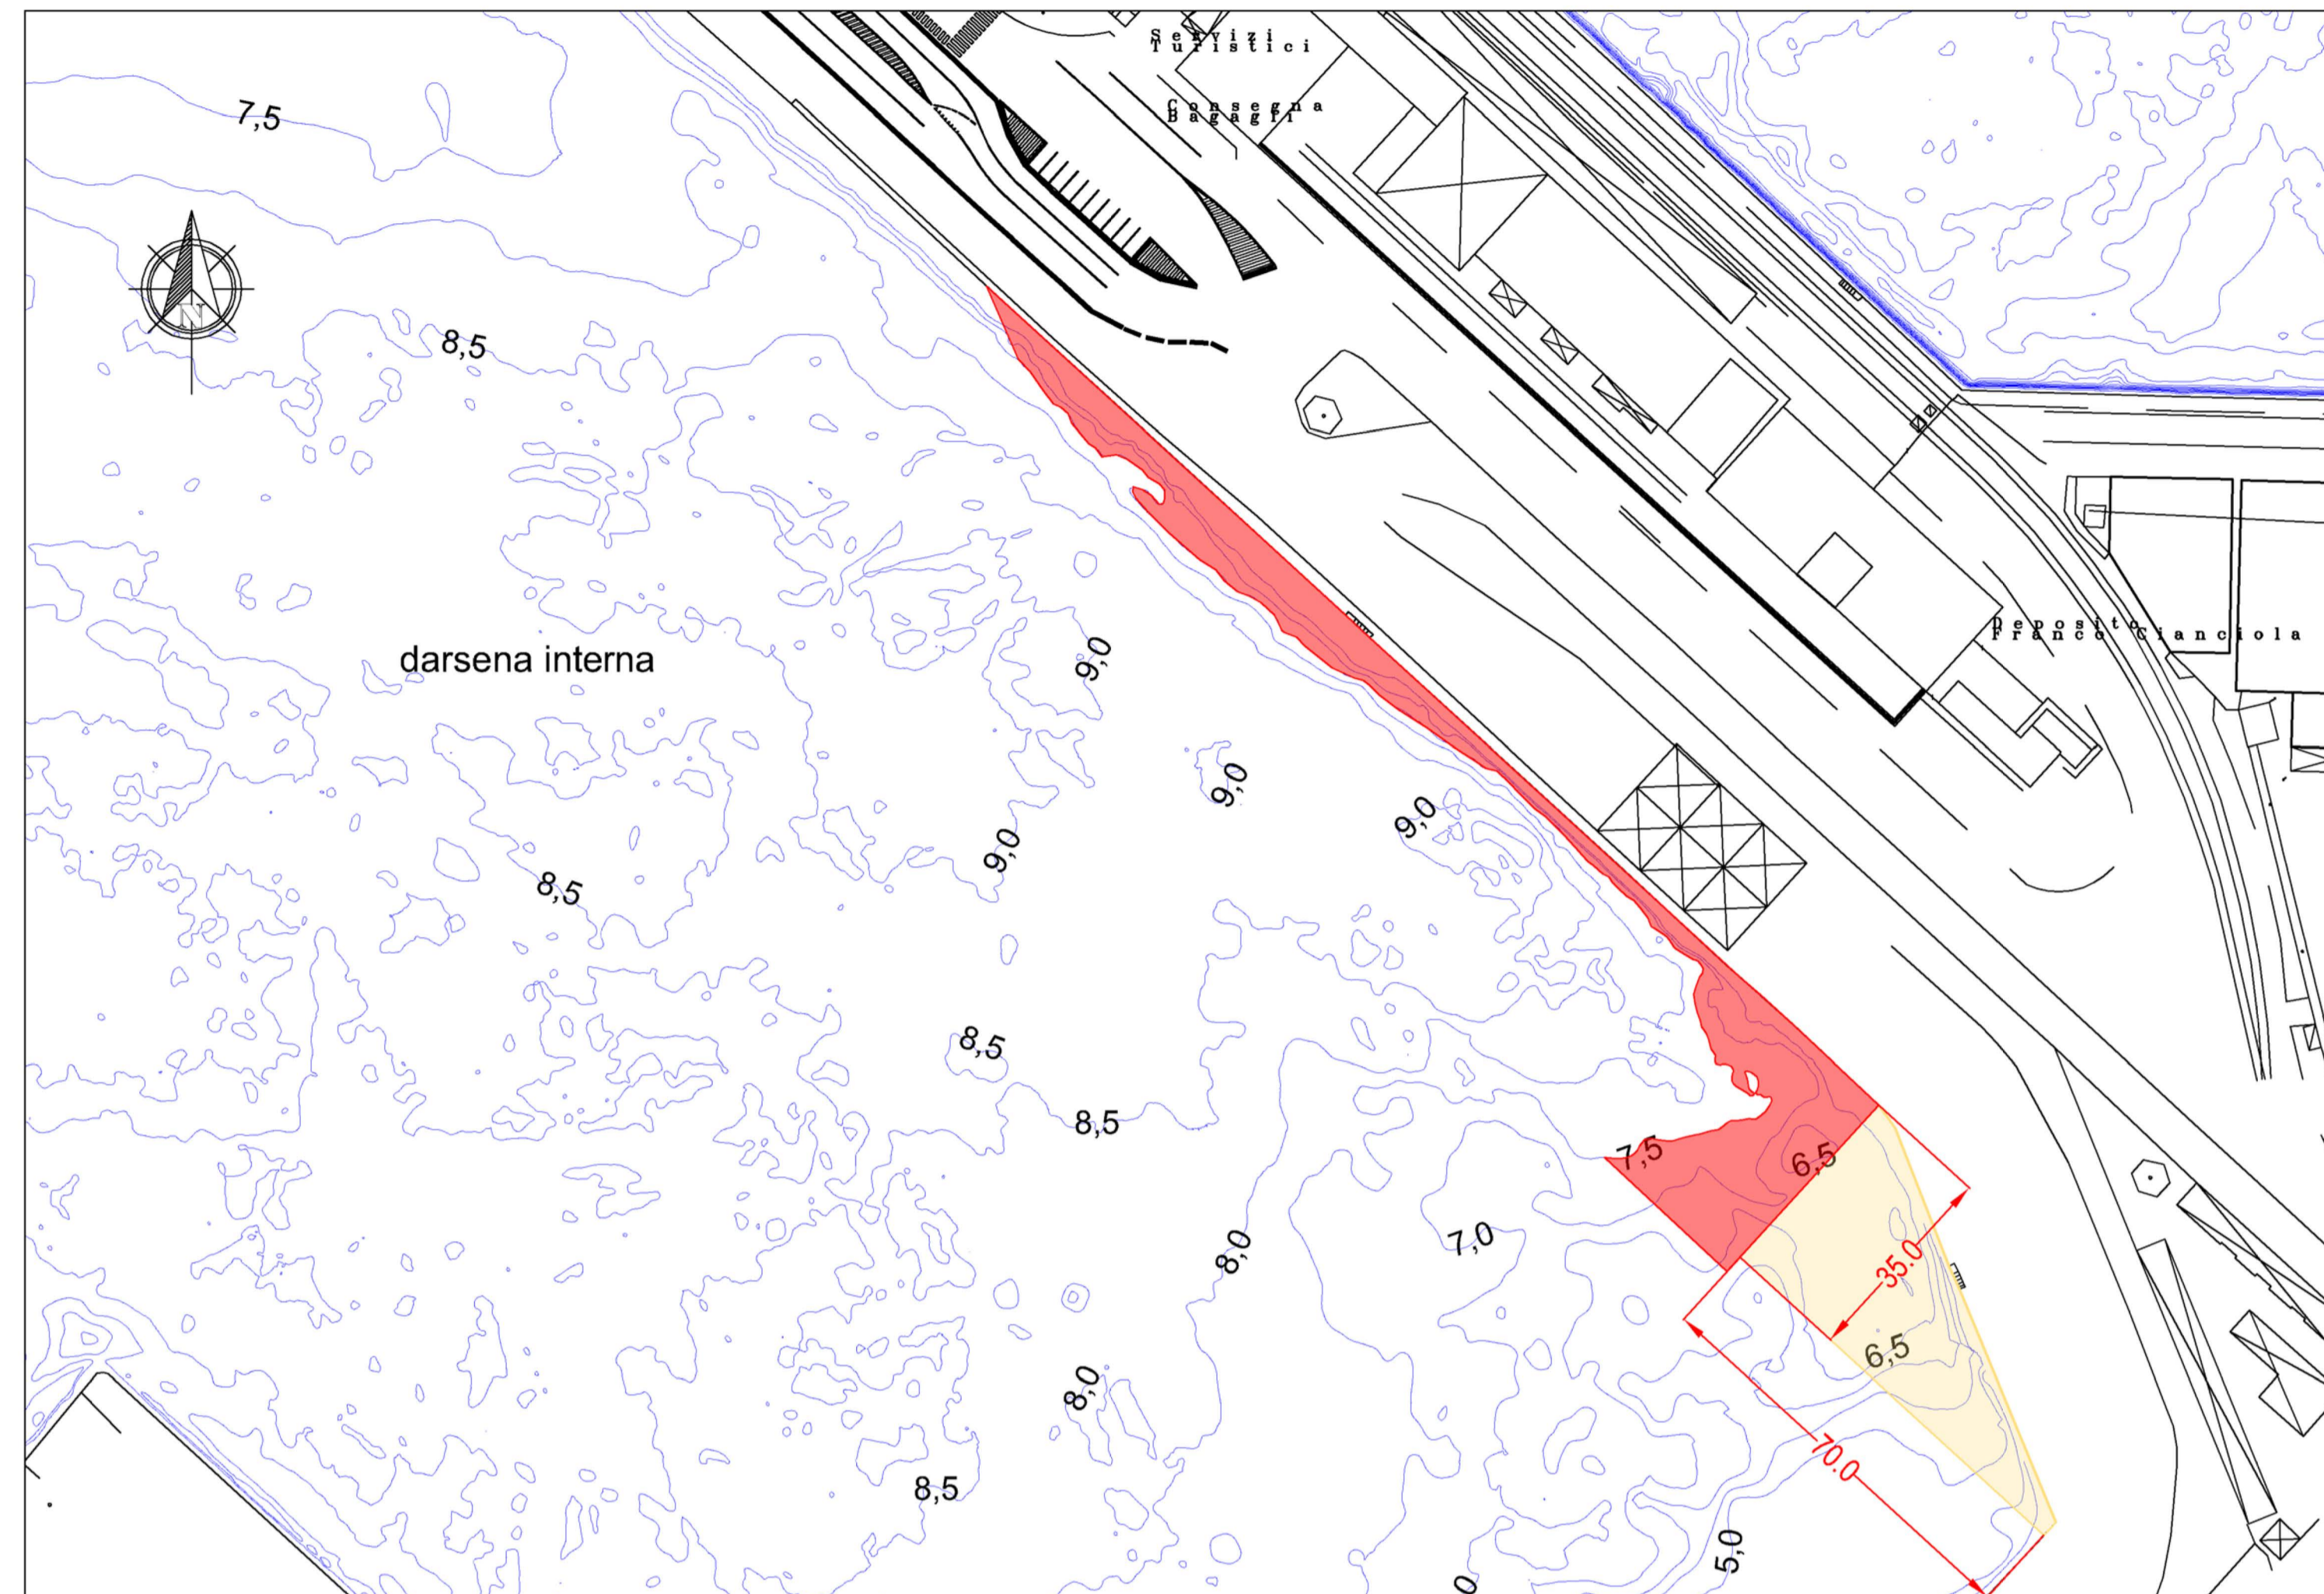 Servizi
Turistici
Consegna
Bagagli
7,5
N
8,5
Deposito
Franco Cianciola
darsena interna
9,0
9,0
9,0
9,0
8,5
8,5
8,5
7,5
6,5
7,0
8,0
35.0
6,5
8,0
70.0
8,5
5,0